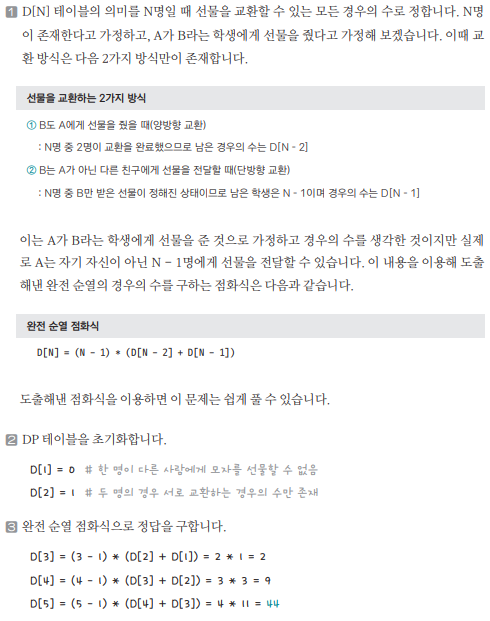 1 D[N] 테이블의 의미를 N명일 때 선물을 교환할 수 있는 모든 경우의 수로 정합니다. N명
이 존재한다고 가정하고, A가 B라는 학생에게 선물을 줬다고 가정해 보겠습니다. 이때 교
환 방식은 다음 2가지 방식만이 존재합니다.
선물을 교환하는 2가지 방식
① B도 A에게 선물을 줬을 때(양방향 교환)
: N명 중 2명이 교환을 완료했으므로 남은 경우의 수는 D[N - 2]
② B는 A가 아닌 다른 친구에게 선물을 전달할 때(단방향 교환)
: N명 중 B만 받은 선물이 정해진 상태이므로 남은 학생은 N - 1이며 경우의 수는 D[N - 1]
이는 A가 B라는 학생에게 선물을 준 것으로 가정하고 경우의 수를 생각한 것이지만 실제
로 A는 자기 자신이 아닌 N - 1명에게 선물을 전달할 수 있습니다. 이 내용을 이용해 도출
해낸 완전 순열의 경우의 수를 구하는 점화식은 다음과 같습니다.
완전 순열 점화식
D[N] = (N - 1) * (D[N - 2] + D[N - 1])
도출해낸 점화식을 이용하면 이 문제는 쉽게 풀 수 있습니다.
2 DP 테이블을 초기화합니다.
D[1] = 0 # 한 명이 다른 사람에게 모자를 선물할 수 없음
D[2] = 1 # 두 명의 경우 서로 교환하는 경우의 수만 존재
3 완전 순열 점화식으로 정답을 구합니다.
D[3] = (3 - 1) * (D[2] + D[1]) = 2 * 1 = 2
D[4] = (4 - 1) * (D[3] + D[2]) = 3 * 3 = 9
D[5] = (5 - 1) * (D[4] + D[3]) = 4 * 11 = 44